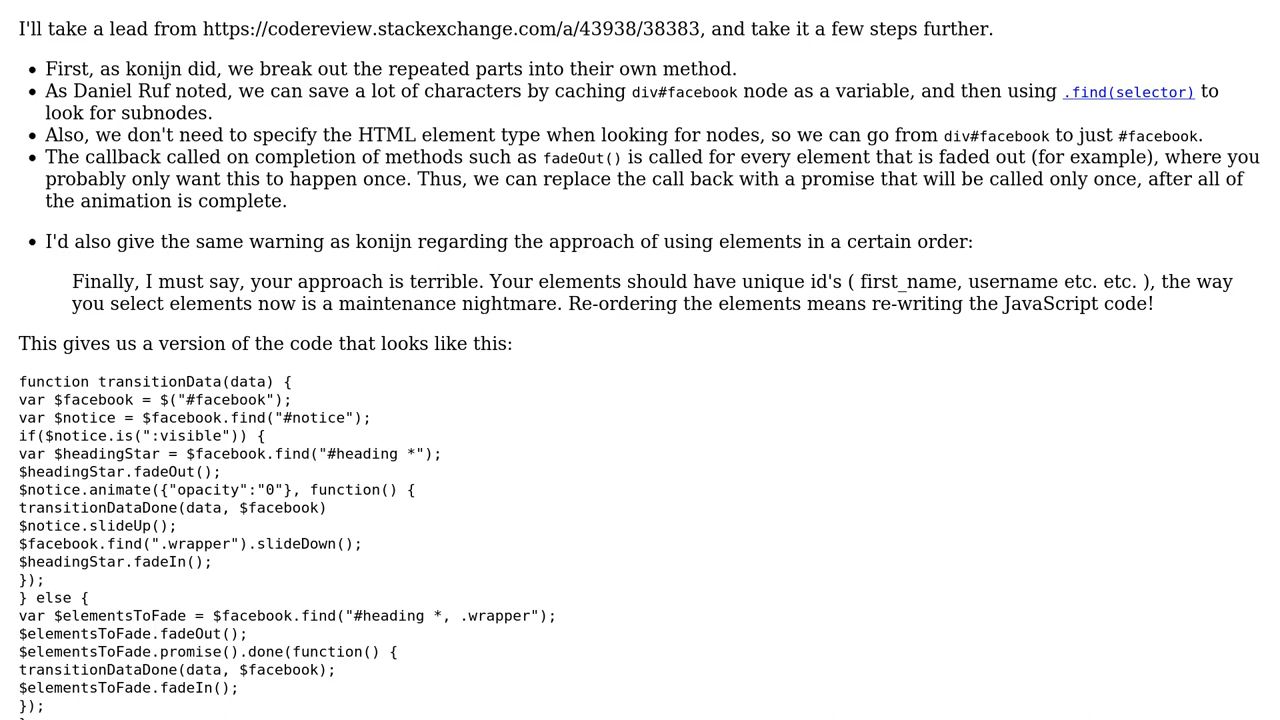 I'll take a lead from https://codereview.stackexchange.com/a/43938/38383, and take it a few steps further.
First, as konijn did, we break out the repeated parts into their own method.
As Daniel Ruf noted, we can save a lot of characters by caching div#facebook node as a variable, and then using .find(selector) to
look for subnodes.
Also, we don't need to specify the HTML element type when looking for nodes, so we can go from div#facebook to just #facebook.
The callback called on completion of methods such as fadeOut() is called for every element that is faded out (for example), where you
probably only want this to happen once. Thus, we can replace the call back with a promise that will be called only once, after all of
the animation is complete.
I'd also give the same warning as konijn regarding the approach of using elements in a certain order:
Finally, I must say, your approach is terrible. Your elements should have unique id's ( first_name, username etc. etc. ), the way
you select elements now is a maintenance nightmare. Re-ordering the elements means re-writing the JavaScript code!
This gives us a version of the code that looks like this:
function transitionData(data) {
var $facebook = $("#facebook");
var $notice = $facebook.find("#notice");
if($notice.is(":visible")) {
var $headingStar = $facebook.find("#heading *");
$headingStar.fadeOut();
$notice.animate({"opacity":"0"}, function() {
transitionDataDone(data, $facebook)
$notice.slideUp();
$facebook.find(".wrapper").slideDown();
$headingStar.fadeIn();
});
} else {
var $elementsToFade = $facebook.find("#heading *, .wrapper");
$elementsToFade.fadeOut();
$elementsToFade.promise().done(function() {
transitionDataDone(data, $facebook);
$elementsToFade.fadeIn();
});